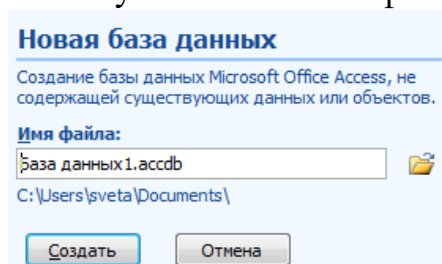 Новая база данных
Создание базы данных Microsoft Office Access, не
содержащей существующих данных или объектов.
Имя файла:
База данных1.accdb
C:\Users\sveta\Documents\
Создать
Отмена